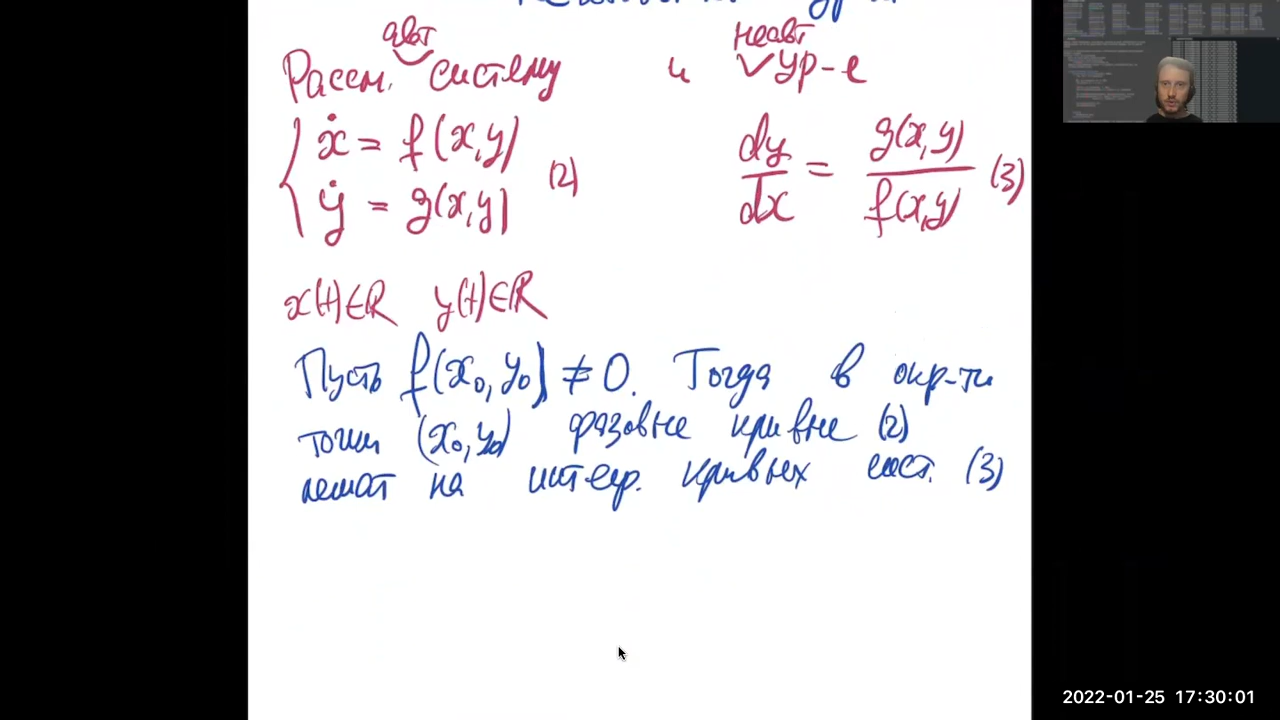 авт неавт
Рассм. систему и ур-е
ẋ = f(x,y)
ẏ = g(x,y) (2)
dy/dx = g(x,y)/f(x,y) (3)
x(t)∈ℝ y(t)∈ℝ
Пусть f(x₀,y₀) ≠ 0. Тогда в окр-ти
точки (x₀,y₀) фазовые кривые (2)
лежат на интегр. кривых сист. (3)
2022-01-25 17:30:01